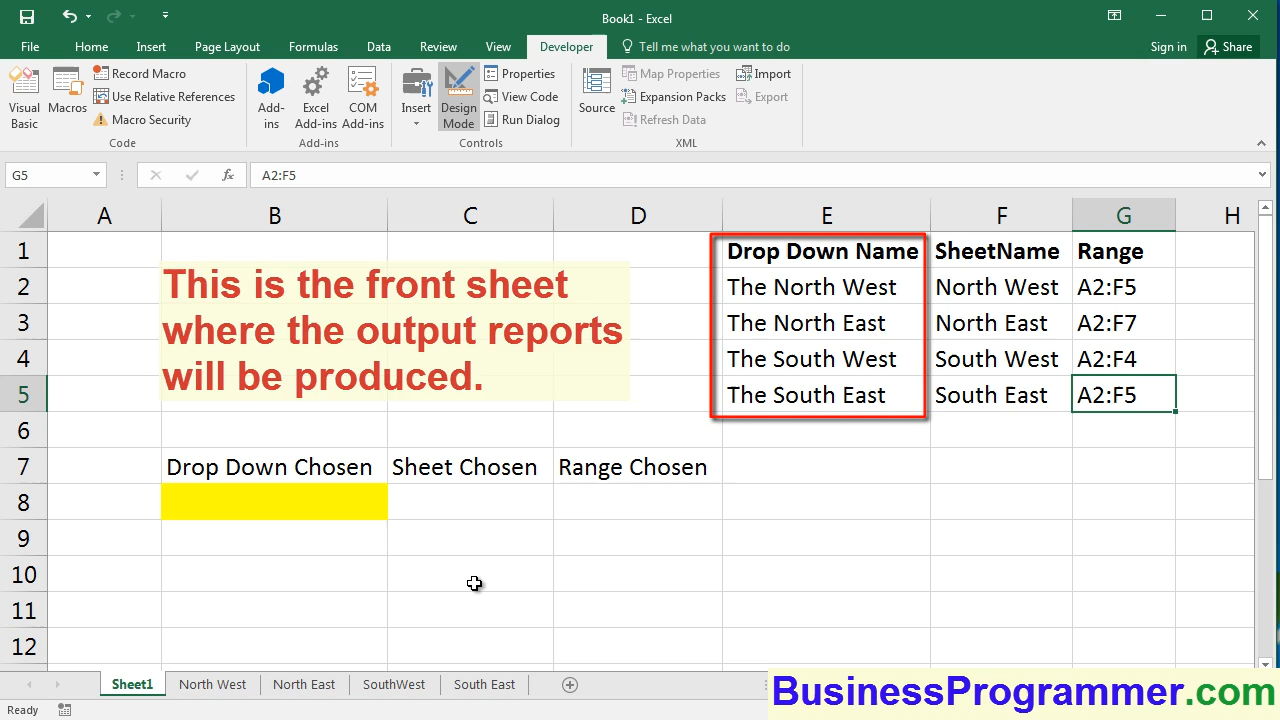 Book1 - Excel
File Home Insert Page Layout Formulas Data Review View Developer Tell me what you want to do Sign in Share
Visual Basic
Macros
Record Macro
Use Relative References
Macro Security
Code
Add-ins
Excel Add-ins
COM Add-ins
Add-ins
Insert
Design Mode
Properties
View Code
Run Dialog
Controls
Source
Map Properties
Expansion Packs
Refresh Data
Import
Export
XML
G5 fx A2:F5
A B C D E F G H
1 Drop Down Name SheetName Range
2 The North West North West A2:F5
3 The North East North East A2:F7
4 The South West South West A2:F4
5 The South East South East A2:F5
6
7 Drop Down Chosen Sheet Chosen Range Chosen
8
9
10
11
12
This is the front sheet
where the output reports
will be produced.
Sheet1 North West North East SouthWest South East
BusinessProgrammer.com
Ready